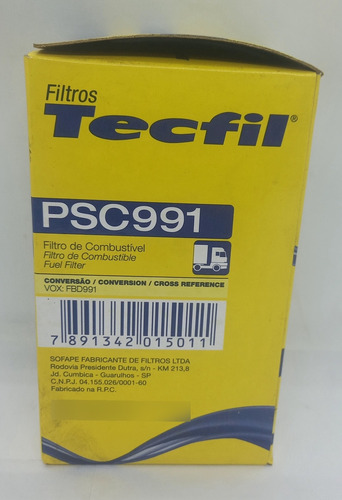 Filtros
Tecfil®
PSC991
Filtro de Combustível
Filtro de Combustible
Fuel Filter
CONVERSÃO / CONVERSION / CROSS REFERENCE
VOX: FBD991
7 891342 015011
SOFAPE FABRICANTE DE FILTROS LTDA
Rodovia Presidente Dutra, s/n - KM 213,8
Jd. Cumbica - Guarulhos - SP
C.N.P.J. 04.155.026/0001-60
Fabricado na R.P.C.